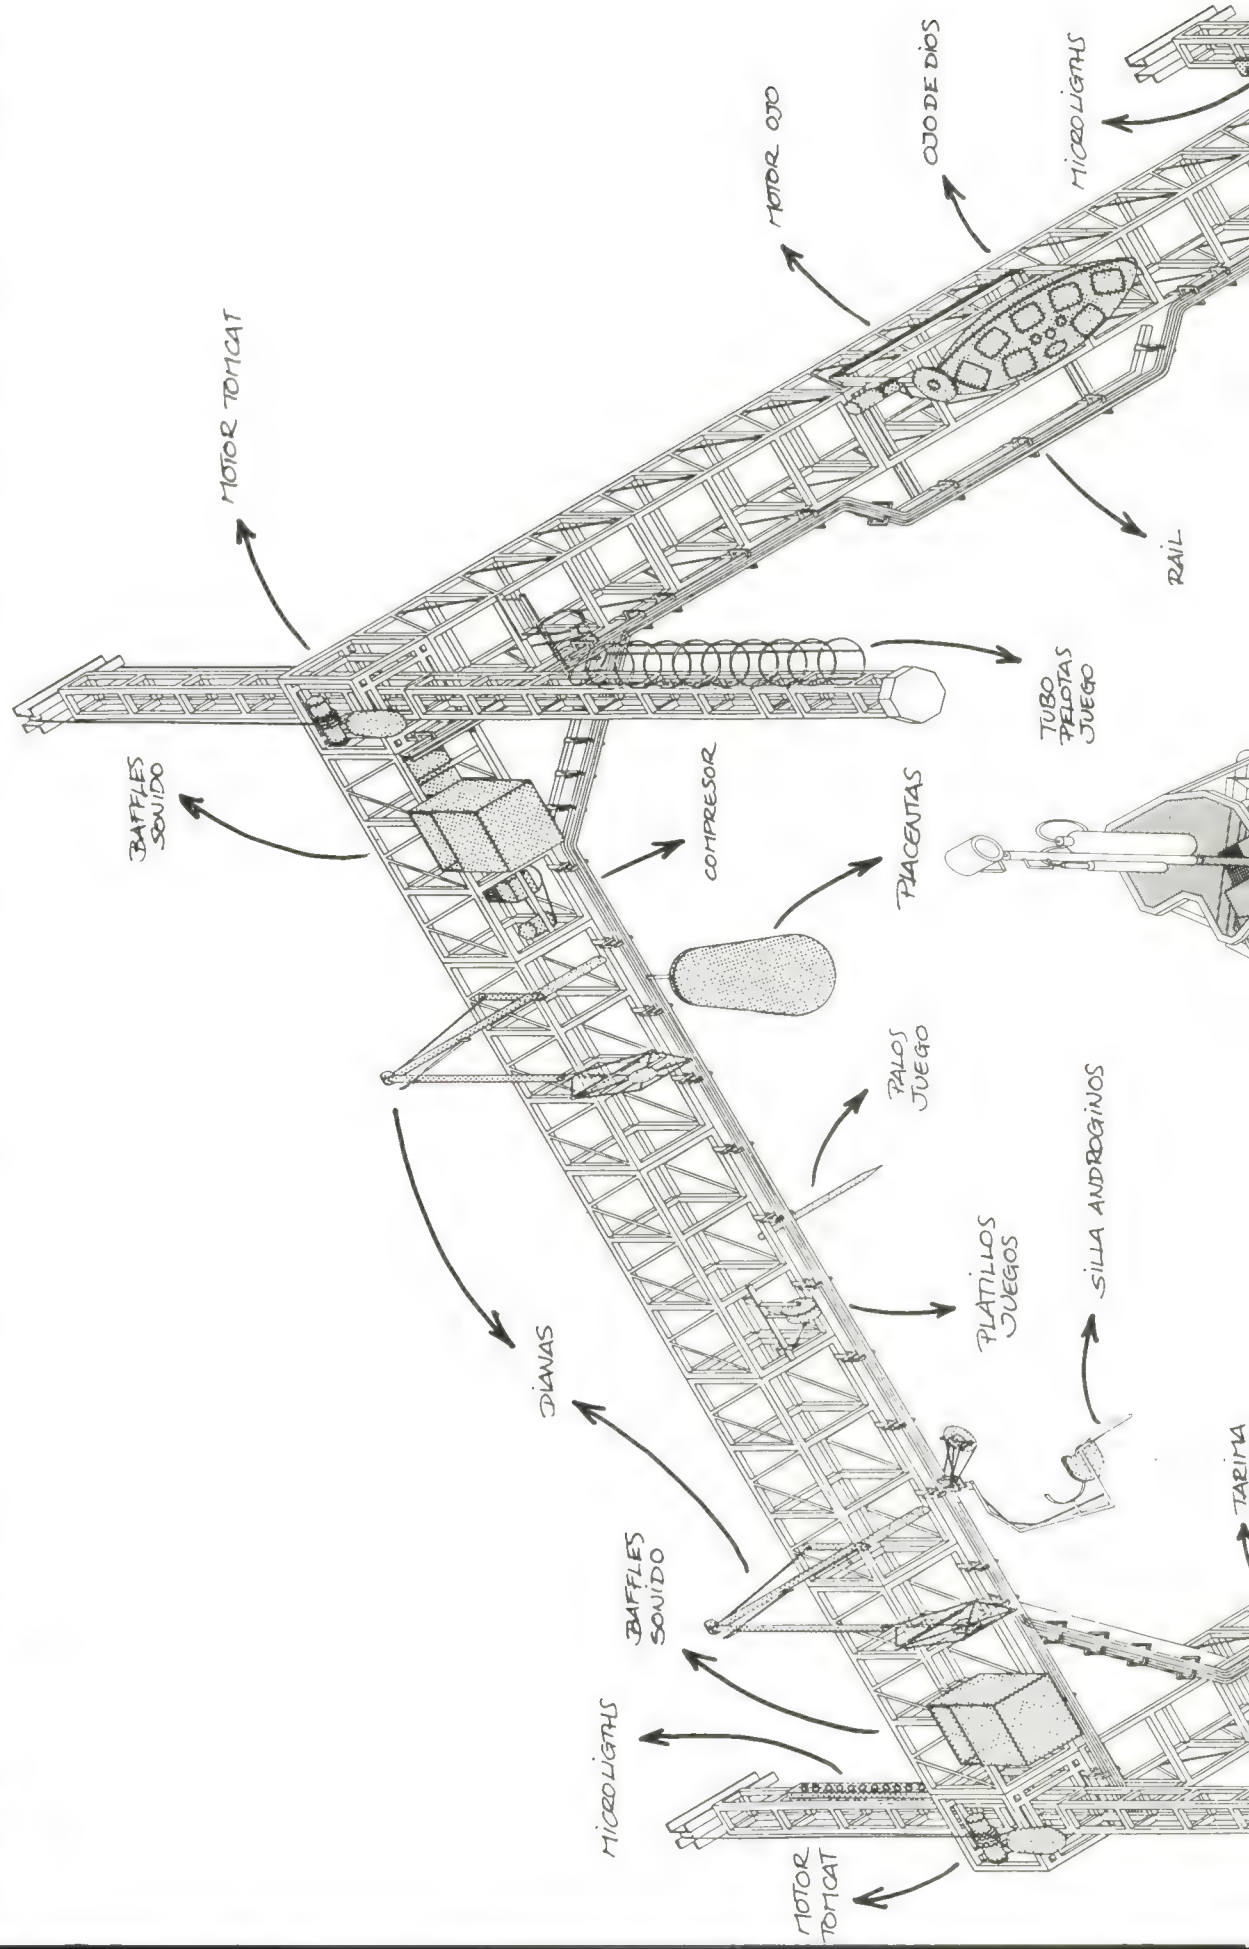 MOTOR TOMCAT
BAFFLES
SONIDO
MOTOR OJO
OJO DE DIOS
MICROLIGTHS
RAIL
TUBO
PELOTAS
JUEGO
COMPRESOR
PLACENTAS
PALOS
JUEGO
SILLA ANDROGINOS
PLATILLOS
JUEGOS
DIANAS
BAFFLES
SONIDO
MICROLIGTHS
MOTOR
TOMCAT
TARIMA